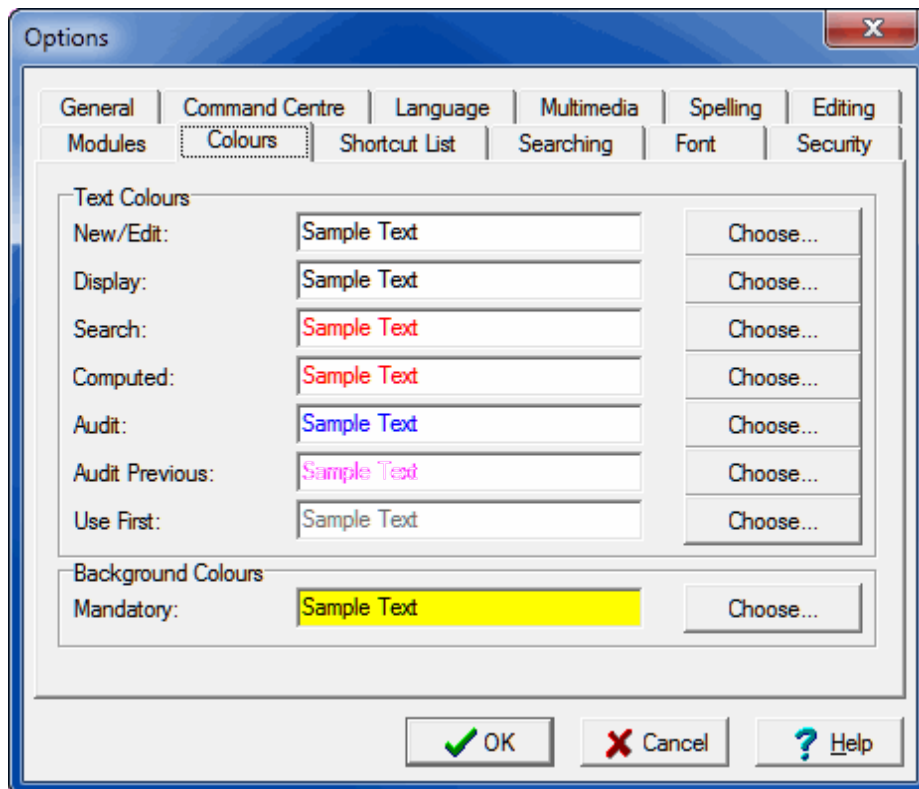 Options
General Command Centre Language Multimedia Spelling Editing
Modules Colours Shortcut List Searching Font Security
Text Colours
New/Edit: Sample Text Choose...
Display: Sample Text Choose...
Search: Sample Text Choose...
Computed: Sample Text Choose...
Audit: Sample Text Choose...
Audit Previous: Sample Text Choose...
Use First: Sample Text Choose...
Background Colours
Mandatory: Sample Text Choose...
OK Cancel Help